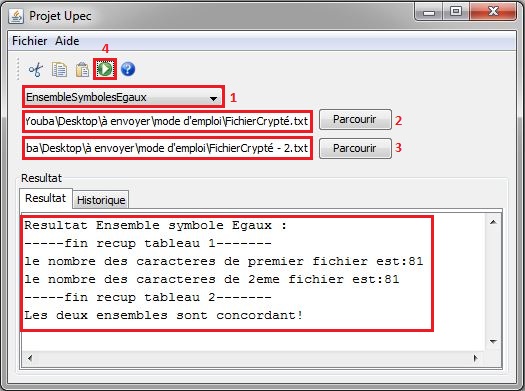 Projet Upec
Fichier Aide
4
EnsembleSymbolesEgaux
1
Youba\Desktop\à envoyer\mode d'emploi\FichierCrypté.txt
Parcourir
2
ba\Desktop\à envoyer\mode d'emploi\FichierCrypté - 2.txt
Parcourir
3
Resultat
Resultat Historique
Resultat Ensemble symbole Egaux :
-----fin recup tableau 1-------
le nombre des caracteres de premier fichier est:81
le nombre des caracteres de 2eme fichier est:81
-----fin recup tableau 2-------
Les deux ensembles sont concordant!